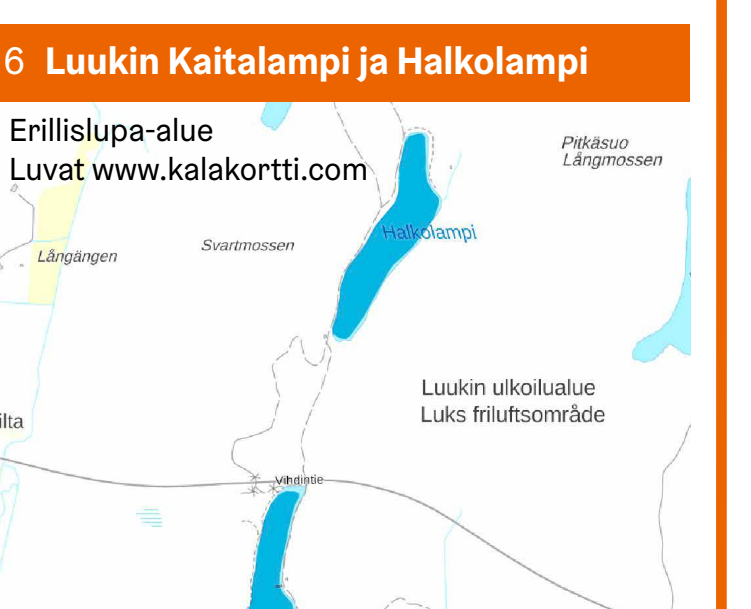 6 Luukin Kaitalampi ja Halkolampi
Erillislupa-alue
Luvat www.kalakortti.com
Pitkäsuo
Långmossen
Halkolampi
Svartmossen
Långängen
Luukin ulkoilualue
Luks friluftsområde
ilta
Vihdintie